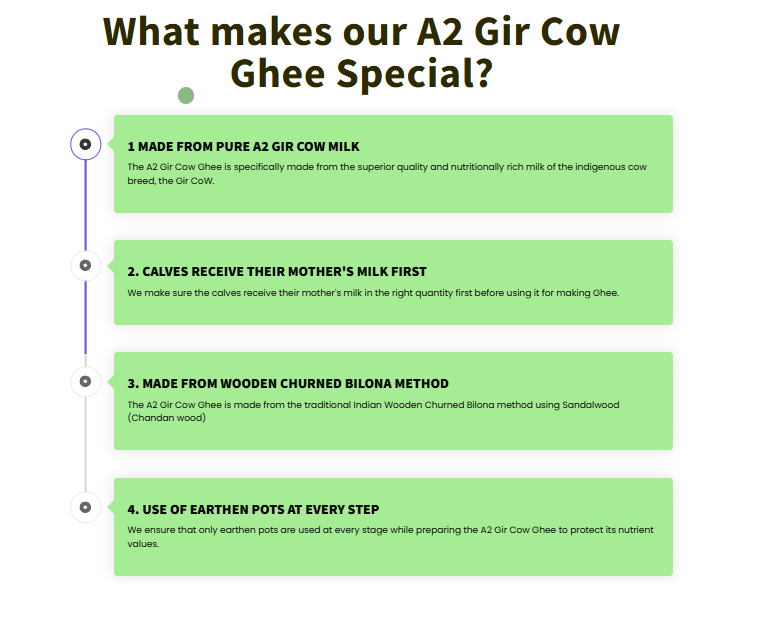 What makes our A2 Gir Cow
Ghee Special?
1 MADE FROM PURE A2 GIR COW MILK
The A2 Gir Cow Ghee is specifically made from the superior quality and nutritionally rich milk of the indigenous cow
breed, the Gir CoW.
2. CALVES RECEIVE THEIR MOTHER'S MILK FIRST
We make sure the calves receive their mother's milk in the right quantity first before using it for making Ghee.
3. MADE FROM WOODEN CHURNED BILONA METHOD
The A2 Gir Cow Ghee is made from the traditional Indian Wooden Churned Bilona method using Sandalwood
(Chandan wood)
4. USE OF EARTHEN POTS AT EVERY STEP
We ensure that only earthen pots are used at every stage while preparing the A2 Gir Cow Ghee to protect its nutrient
values.